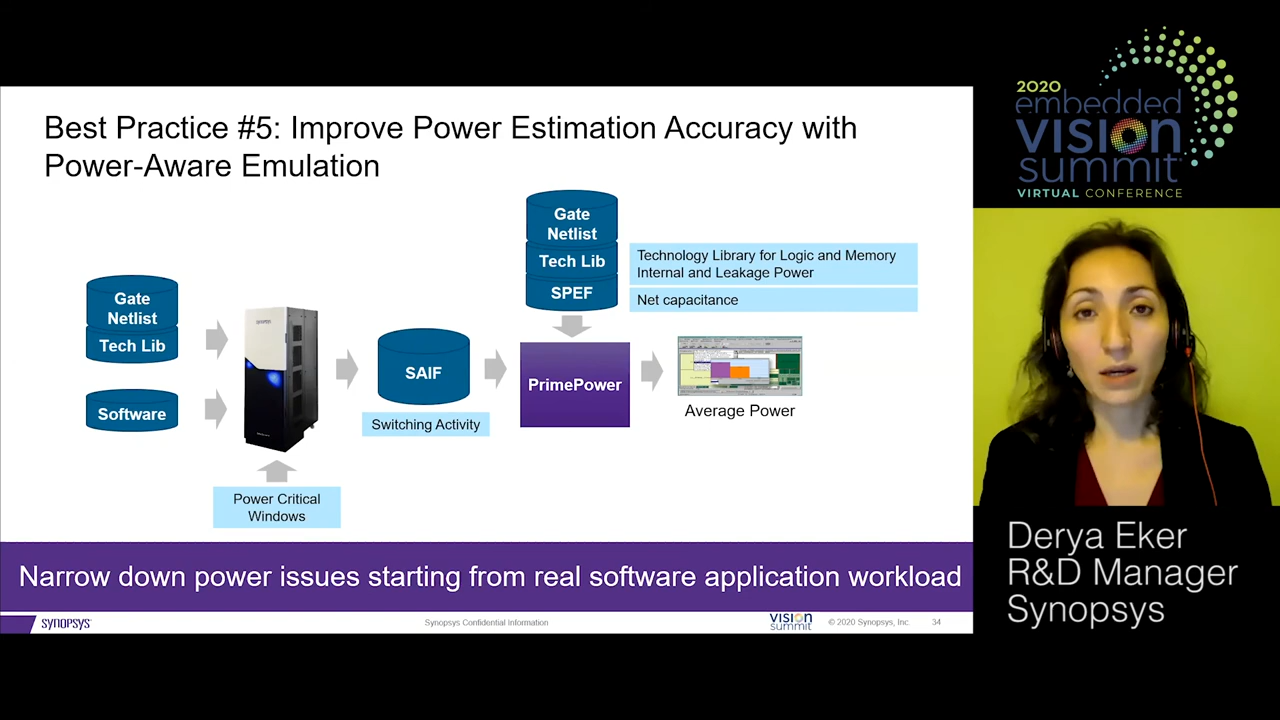 Best Practice #5: Improve Power Estimation Accuracy with
Power-Aware Emulation
Gate
Netlist
Tech Lib
SPEF
Technology Library for Logic and Memory
Internal and Leakage Power
Net capacitance
Gate
Netlist
Tech Lib
Software
SYNOPSYS
SAIF
Switching Activity
PrimePower
Average Power
Power Critical
Windows
Narrow down power issues starting from real software application workload
SYNOPSYS
Synopsys Confidential Information
VISION
summit
© 2020 Synopsys, Inc.
34
2020
embedded
VISION
summit
VIRTUAL CONFERENCE
Derya Eker
R&D Manager
Synopsys